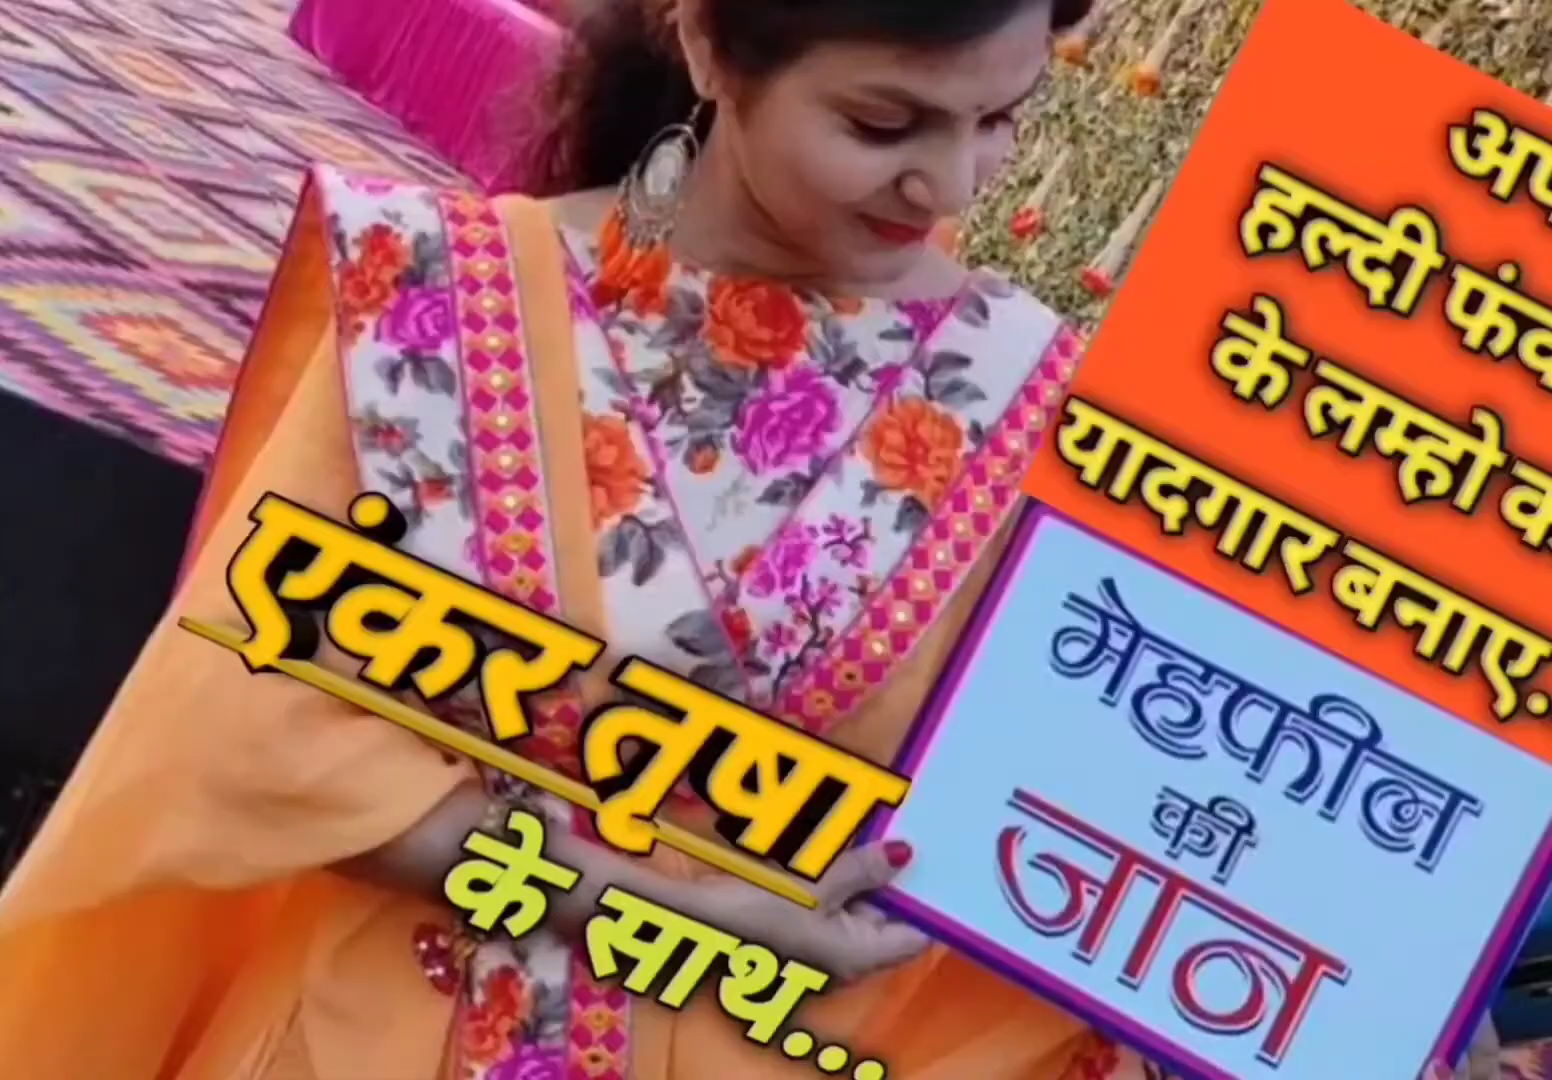 हल्दी
के लम्हो
यादगार बनाए..
मेहफील
की
जान
एंकर तृषा
के साथ...